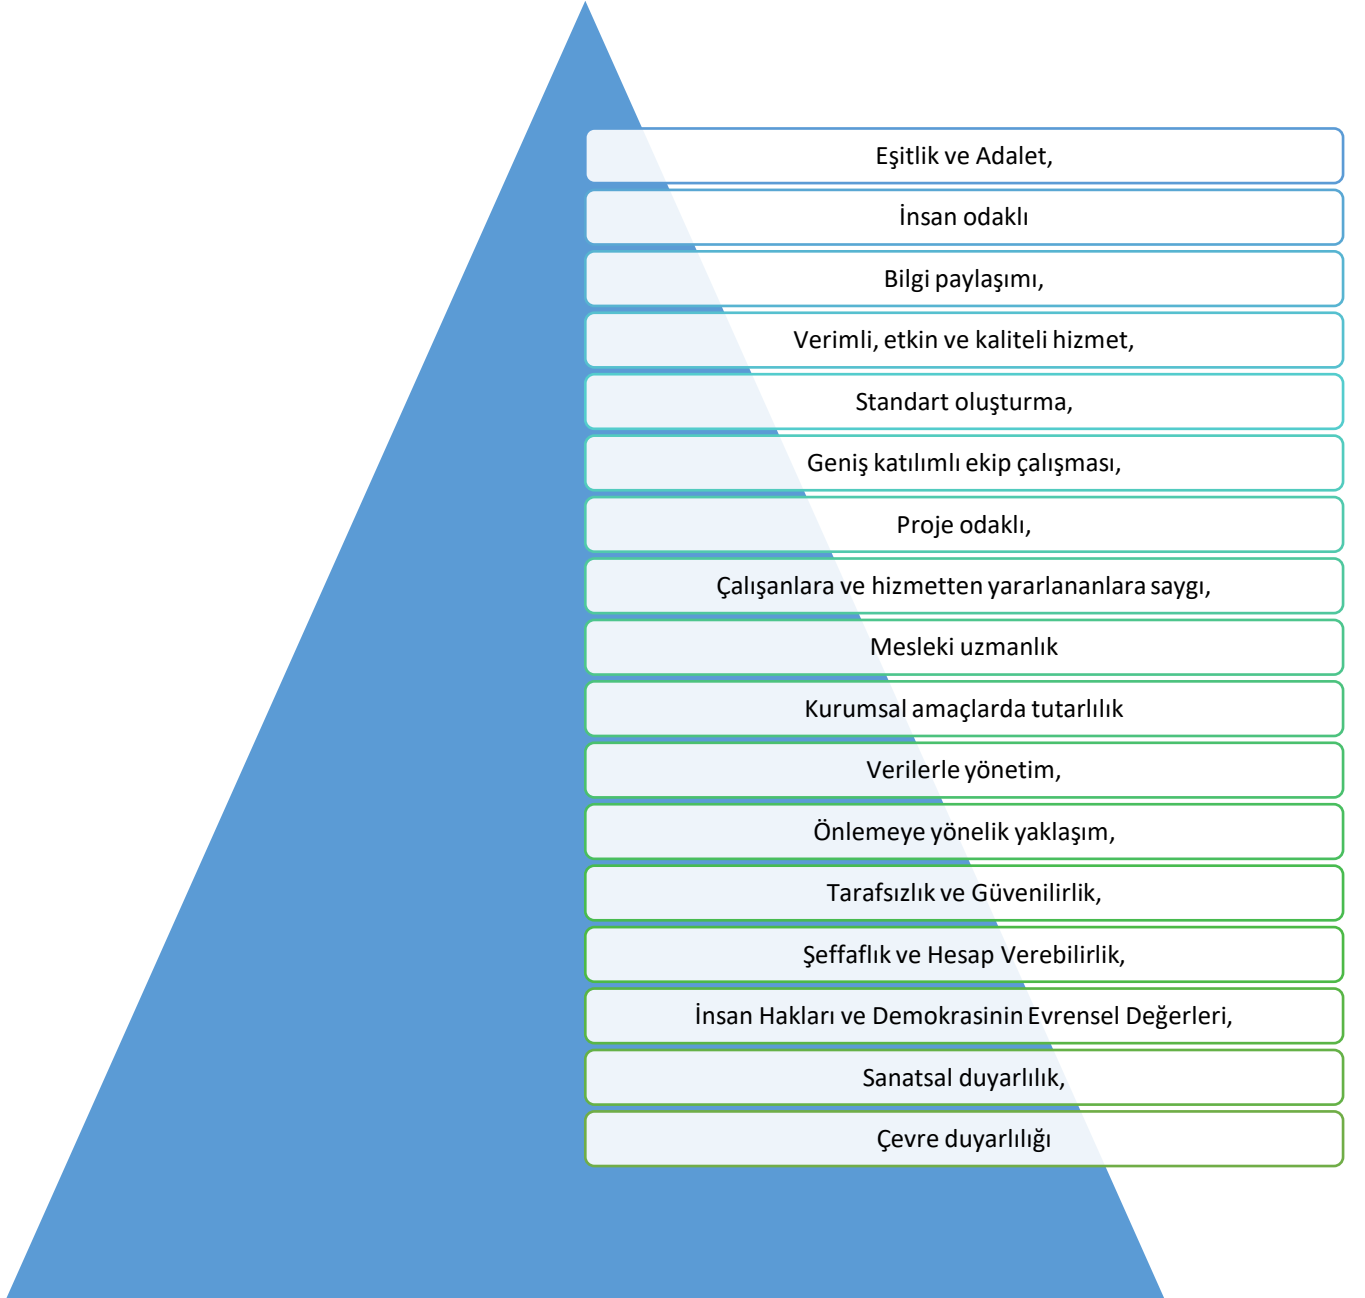 Eşitlik ve Adalet,
İnsan odaklı
Bilgi paylaşımı,
Verimli, etkin ve kaliteli hizmet,
Standart oluşturma,
Geniş katılımlı ekip çalışması,
Proje odaklı,
Çalışanlara ve hizmetten yararlananlara saygı,
Mesleki uzmanlık
Kurumsal amaçlarda tutarlılık
Verilerle yönetim,
Önlemeye yönelik yaklaşım,
Tarafsızlık ve Güvenilirlik,
Şeffaflık ve Hesap Verebilirlik,
İnsan Hakları ve Demokrasinin Evrensel Değerleri,
Sanatsal duyarlılık,
Çevre duyarlılığı